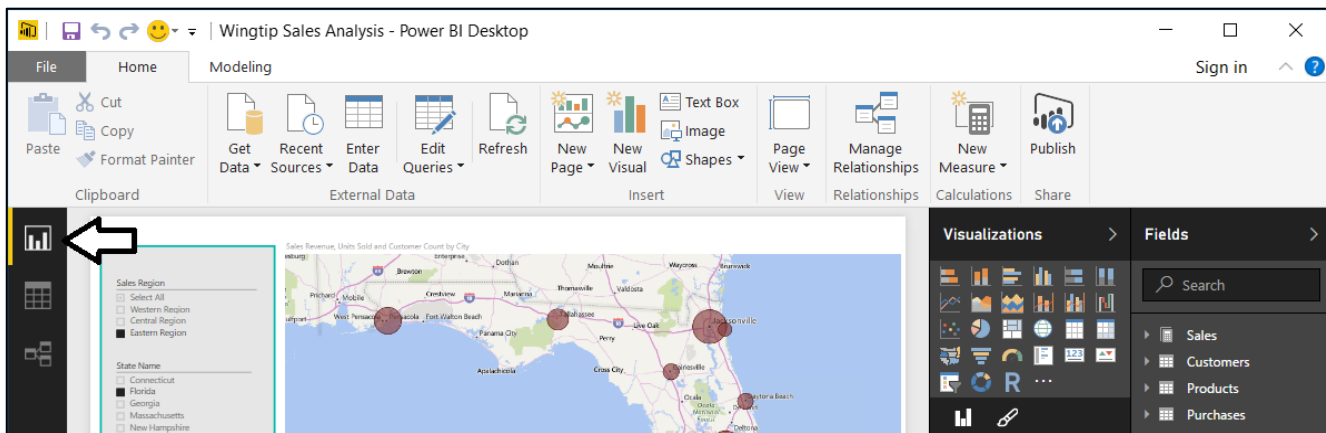 Wingtip Sales Analysis - Power BI Desktop
File Home Modeling Sign in
Cut
Copy
Format Painter
Paste
Get Data
Recent Sources
Enter Data
Edit Queries
Refresh
New Page
New Visual
Text Box
Image
Shapes
Page View
Manage Relationships
New Measure
Publish
Clipboard External Data Insert View Relationships Calculations Share
Sales Region
Select All
Western Region
Central Region
Eastern Region
State Name
Connecticut
Florida
Georgia
Massachusetts
New Hampshire
Sales Revenue, Units Sold and Customer Count by City
Enterprise
Dothan
Moultrie
Waycross
Brunswick
Brewton
Prichard
Mobile
Crestview
Marianna
Thomasville
Valdosta
West Pensacola
Fort Walton Beach
Tallahassee
Live Oak
Panama City
Perry
Apalachicola
Cross City
Gainesville
Ocala
Daytona Beach
Deltona
Visualizations
123
R
Fields
Search
Sales
Customers
Products
Purchases